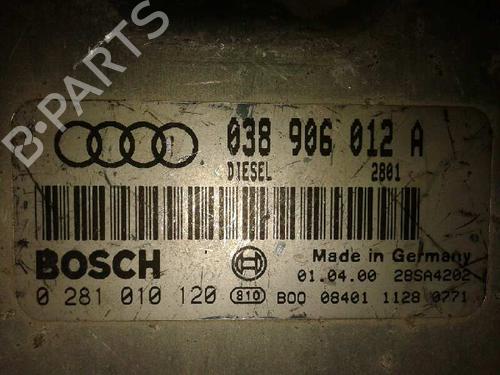 B-PARTS
038 906 012 A
DIESEL 2801
BOSCH
Made in Germany
01.04.00 28SA4202
0 281 010 120 810 B00 08401 1128 0771